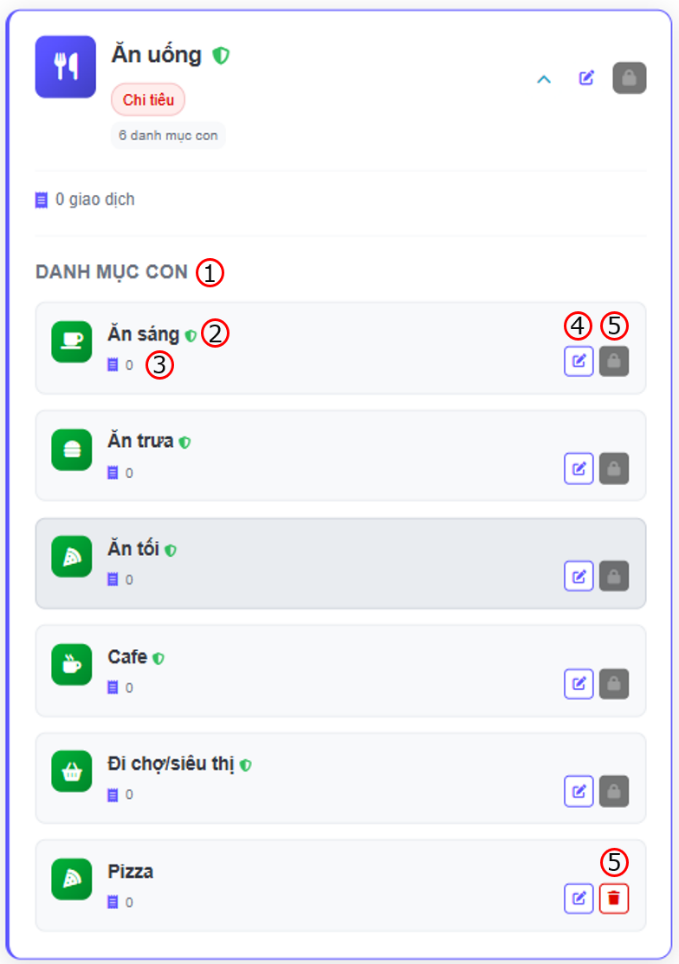 Ăn uống
Chi tiêu
6 danh mục con
0 giao dịch
DANH MỤC CON ①
Ăn sáng ②
④ ⑤
0 ③
Ăn trưa
0
Ăn tối
0
Cafe
0
Đi chợ/siêu thị
0
Pizza
⑤
0